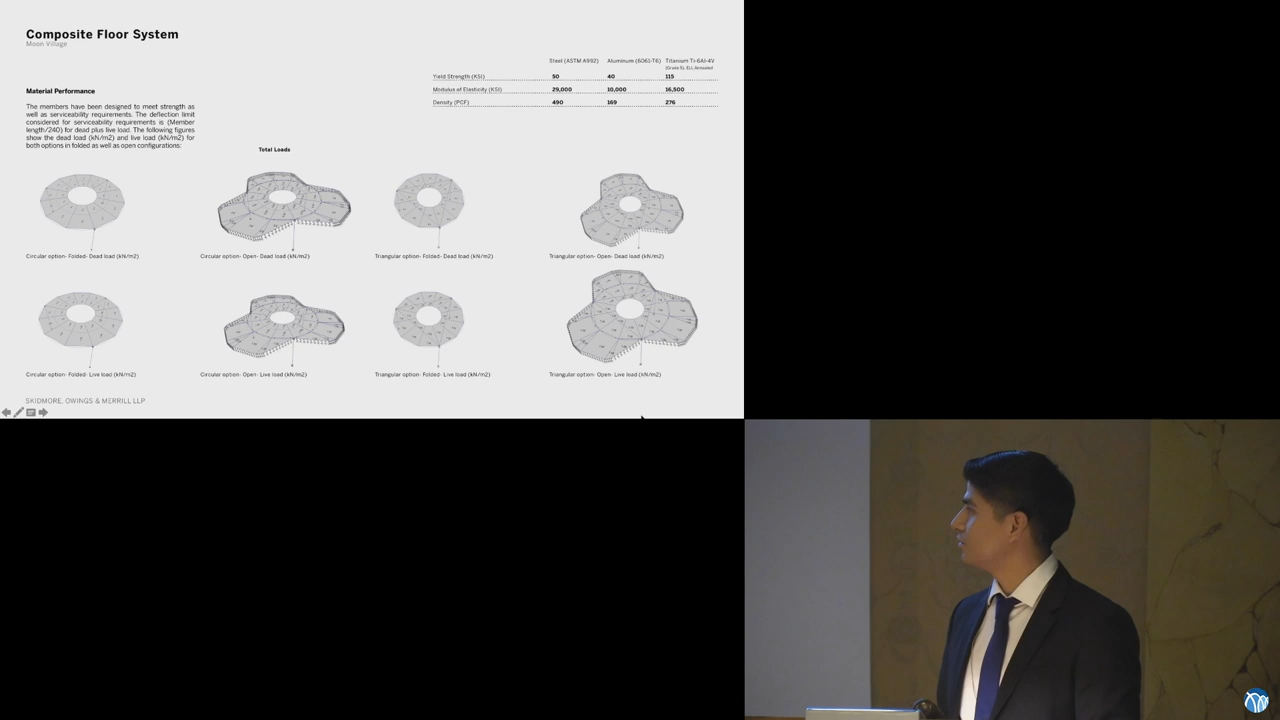 Composite Floor System
Moon Village
Steel (ASTM A992) Aluminum (6061-T6) Titanium Ti-6Al-4V
(Grade 5), ELI, Annealed
Yield Strength (KSI) 50 40 115
Modulus of Elasticity (KSI) 29,000 10,000 16,500
Density (PCF) 490 169 276
Material Performance
The members have been designed to meet strength as
well as serviceability requirements. The deflection limit
considered for serviceability requirements is (Member
length/240) for dead plus live load. The following figures
show the dead load (kN/m2) and live load (kN/m2) for
both options in folded as well as open configurations:
Total Loads
Circular option- Folded- Dead load (kN/m2)
Circular option- Open- Dead load (kN/m2)
Triangular option- Folded- Dead load (kN/m2)
Triangular option- Open- Dead load (kN/m2)
Circular option- Folded- Live load (kN/m2)
Circular option- Open- Live load (kN/m2)
Triangular option- Folded- Live load (kN/m2)
Triangular option- Open- Live load (kN/m2)
SKIDMORE, OWINGS & MERRILL LLP